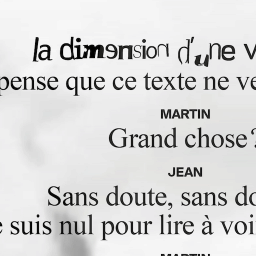 la dimension d'une v
pense que ce texte ne ve
MARTIN
Grand chose?
JEAN
Sans doute, sans do
e suis nul pour lire à voi
MARTIN